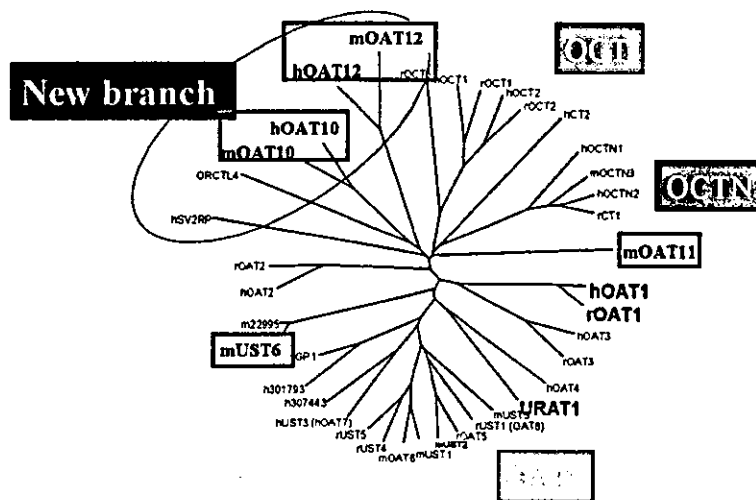 mOAT12
hOAT12
OCT
New branch
hOCT1
rOCT1
hOCT2
rOCT2
hCT2
hOAT10
mOAT10
ORCTL4
hOCTN1
mOCTN3
hOCTN2
rCT1
OCTN
hSV2RP
mOAT11
rOAT2
hOAT2
hOAT1
rOAT1
m22995
hOAT3
mUST6
GP1
rOAT3
h301793
hOAT4
h307443
URAT1
hUST3 (hOAT7)
mUST3
rUST1 (OAT8)
rUST5
rOAT5
rUST4
mUST2
mOAT6
mUST1